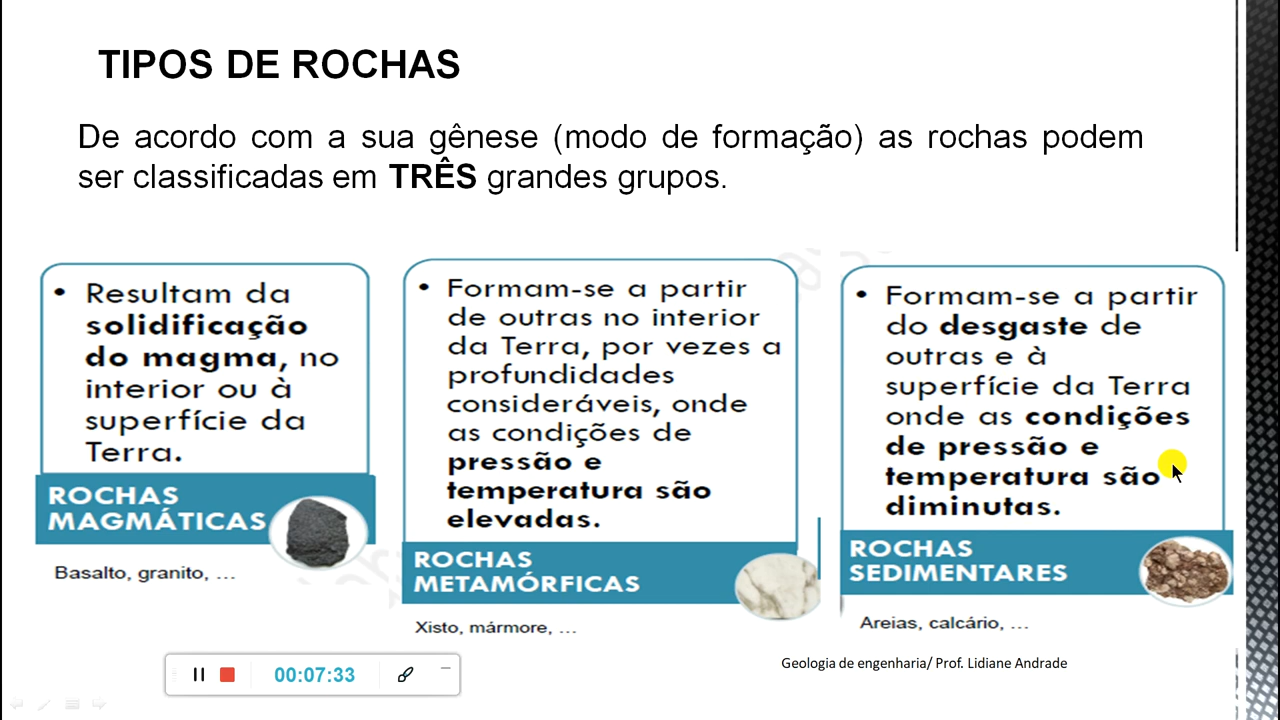 TIPOS DE ROCHAS
De acordo com a sua gênese (modo de formação) as rochas podem
ser classificadas em TRÊS grandes grupos.
• Resultam da
solidificação
do magma, no
interior ou à
superfície da
Terra.
ROCHAS
MAGMÁTICAS
Basalto, granito, ...
• Formam-se a partir
de outras no interior
da Terra, por vezes a
profundidades
consideráveis, onde
as condições de
pressão e
temperatura são
elevadas.
ROCHAS
METAMÓRFICAS
Xisto, mármore, ...
• Formam-se a partir
do desgaste de
outras e à
superfície da Terra
onde as condições
de pressão e
temperatura são
diminutas.
ROCHAS
SEDIMENTARES
Areias, calcário, ...
00:07:33
Geologia de engenharia/ Prof. Lidiane Andrade